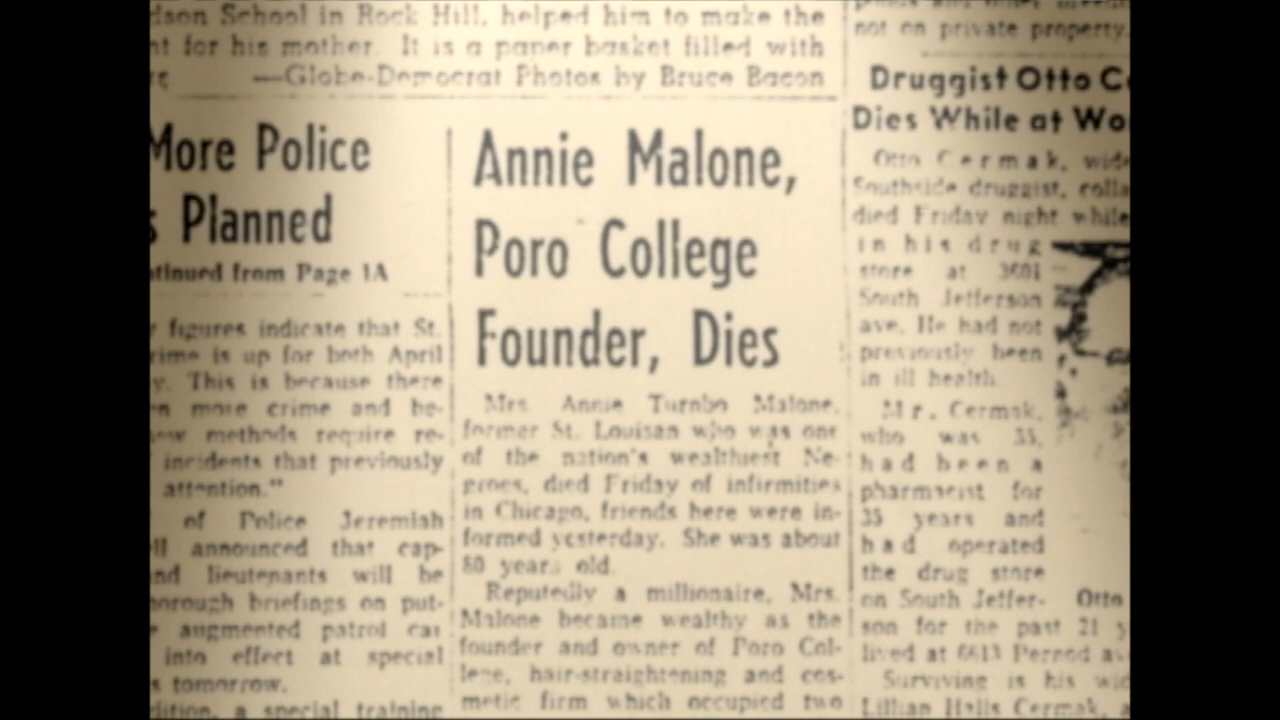 dson School in Rock Hill, helped him to make the
nt for his mother. It is a paper basket filled with
—Globe-Democrat Photos by Bruce Bacon
More Police
s Planned
tinued from Page 1A
r figures indicate that St.
rime is up for both April
y. This is because there
n more crime and be-
ew methods require re-
incidents that previously
attention."
of Police Jeremiah
ll announced that cap-
nd lieutenants will be
orough briefings on put-
augmented patrol car
into effect at special
s tomorrow.
dition, a special training
Annie Malone,
Poro College
Founder, Dies
Mrs. Annie Turnbo Malone,
former St. Louisan who was one
of the nation's wealthiest Ne-
groes, died Friday of infirmities
in Chicago, friends here were in-
formed yesterday. She was about
80 years old.
Reputedly a millionaire, Mrs.
Malone became wealthy as the
founder and owner of Poro Col-
lege, hair-straightening and cos-
metic firm which occupied two
not on private property.
Druggist Otto Ce
Dies While at Wo
Otto Cermak, wide
Southside druggist, colla
died Friday night while
in his drug
store at 3601
South Jefferson
ave. He had not
previously been
in ill health.
Mr. Cermak,
who was 55,
had been a
pharmacist for
35 years and
had operated
the drug store
on South Jeffer-
son for the past 21 y
lived at 6613 Pernod av
Surviving is his wid
Lillian Halls Cermak, a
Otto